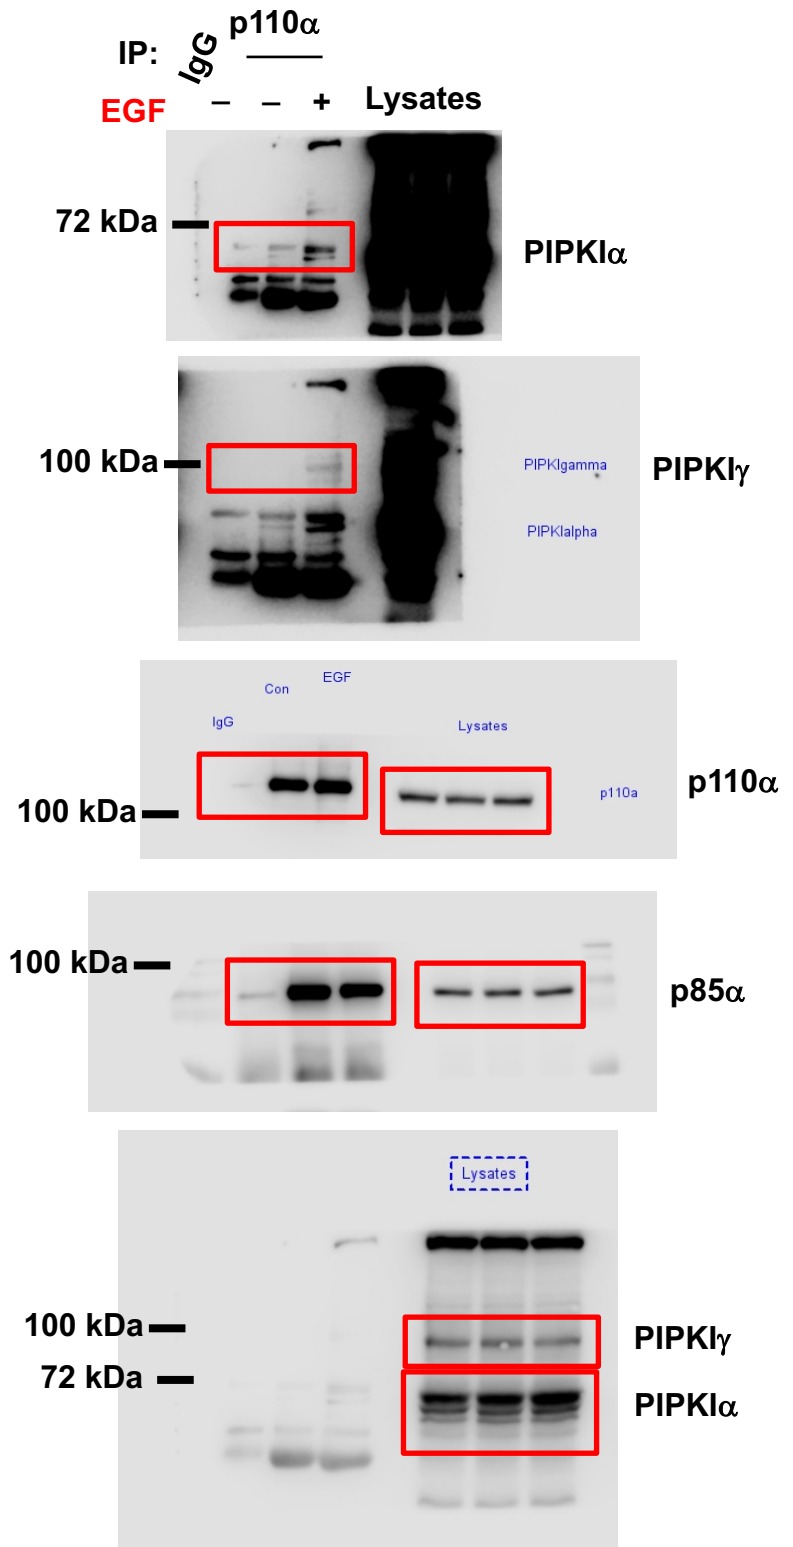 p110α
IP: IgG
EGF – – + Lysates
72 kDa
PIPKIα
100 kDa
PIPKIgamma
PIPKIγ
PIPKIalpha
EGF
Con
IgG
Lysates
p110α
p110a
100 kDa
100 kDa
p85α
Lysates
100 kDa
PIPKIγ
72 kDa
PIPKIα